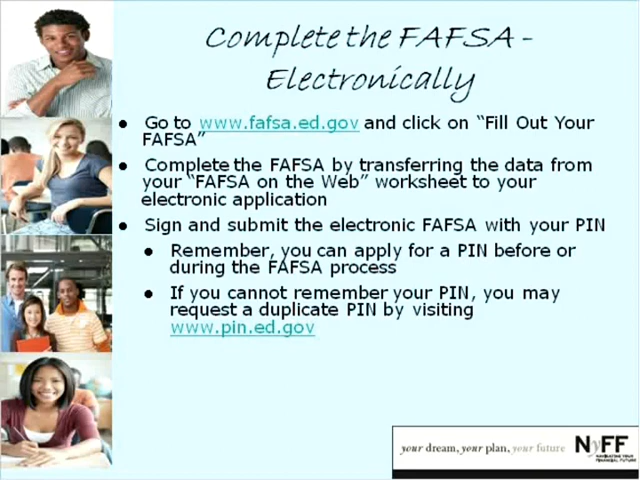 Complete the FAFSA -
Electronically
● Go to www.fafsa.ed.gov and click on “Fill Out Your
FAFSA”
● Complete the FAFSA by transferring the data from
your “FAFSA on the Web” worksheet to your
electronic application
● Sign and submit the electronic FAFSA with your PIN
● Remember, you can apply for a PIN before or
during the FAFSA process
● If you cannot remember your PIN, you may
request a duplicate PIN by visiting
www.pin.ed.gov
your dream, your plan, your future NyFF
NAVIGATING YOUR
FINANCIAL FUTURE